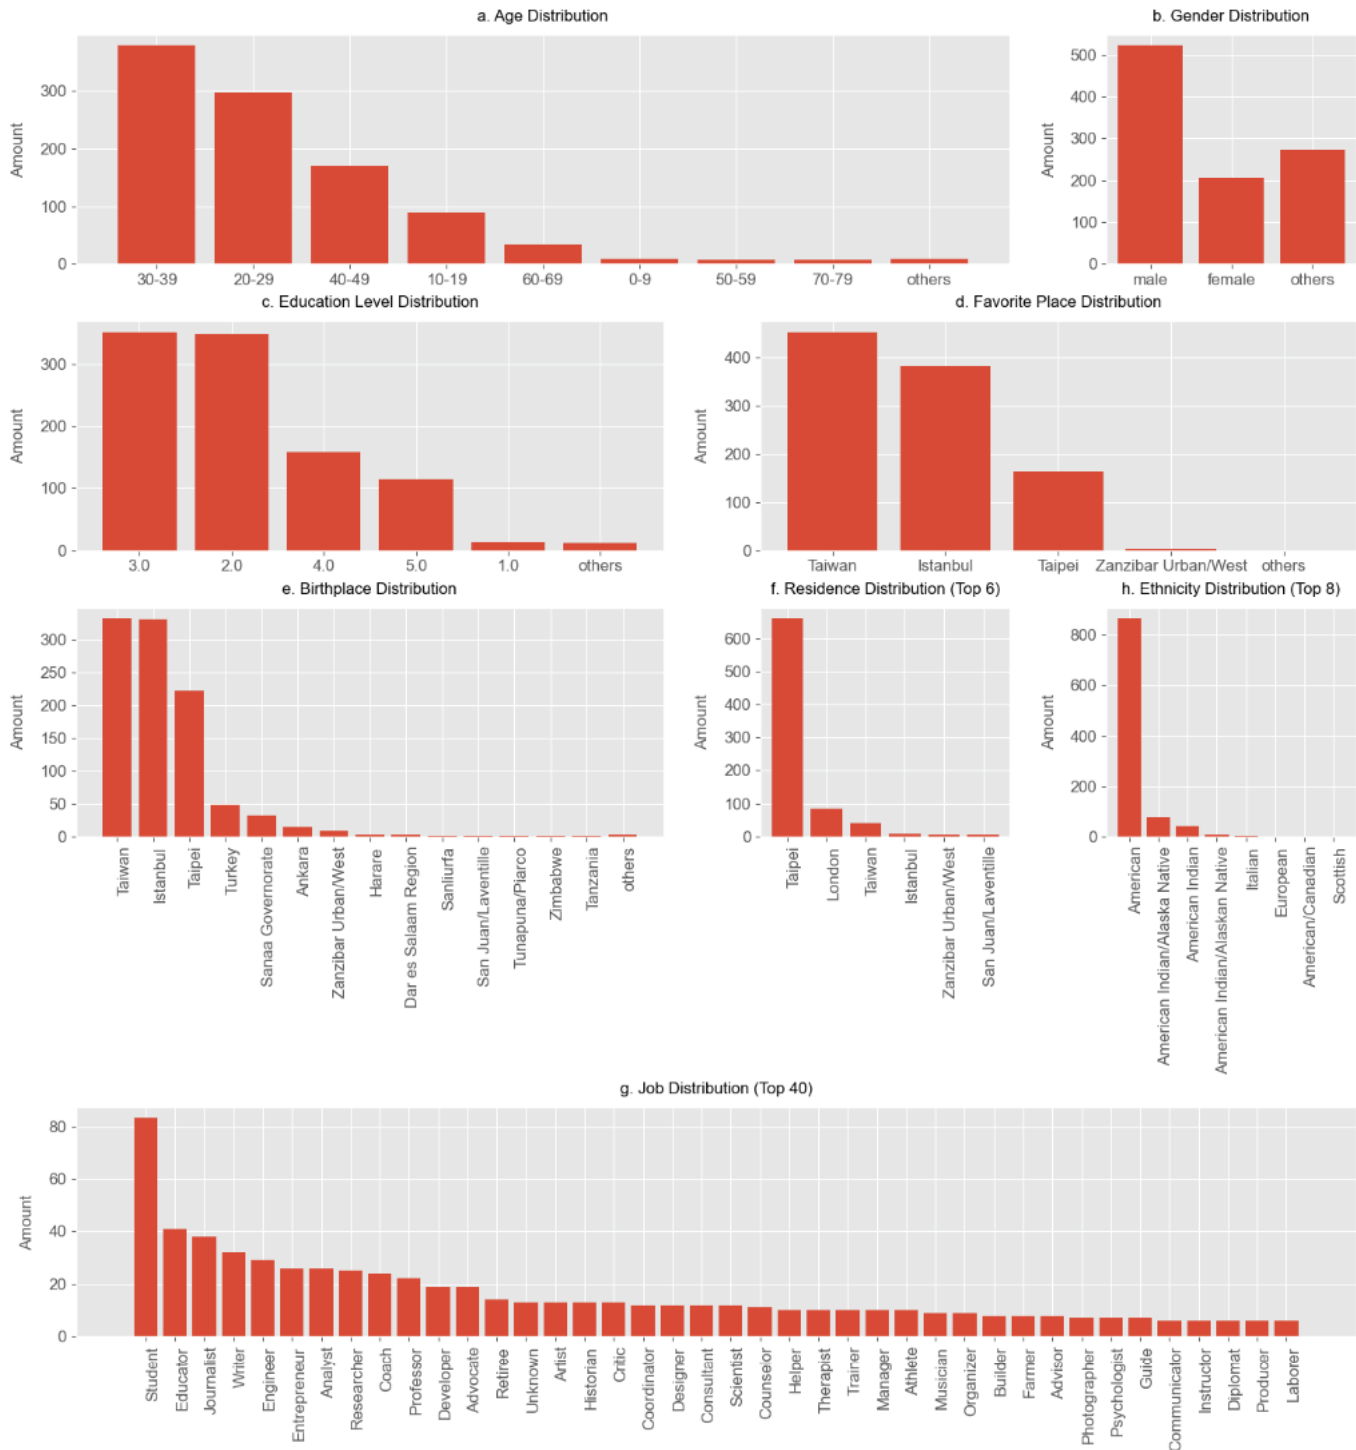 a. Age Distribution
b. Gender Distribution
Amount
300
200
100
0
30-39
20-29
40-49
10-19
60-69
0-9
50-59
70-79
others
Amount
500
400
300
200
100
0
male
female
others
c. Education Level Distribution
d. Favorite Place Distribution
Amount
300
200
100
0
3.0
2.0
4.0
5.0
1.0
others
Amount
400
300
200
100
0
Taiwan
Istanbul
Taipei
Zanzibar Urban/West
others
e. Birthplace Distribution
f. Residence Distribution (Top 6)
h. Ethnicity Distribution (Top 8)
Amount
300
250
200
150
100
50
0
Taiwan
Istanbul
Taipei
Turkey
Sanaa Governorate
Ankara
Zanzibar Urban/West
Harare
Dar es Salaam Region
Sanliurfa
San Juan/Laventille
Tunapuna/Piarco
Zimbabwe
Tanzania
others
Amount
600
500
400
300
200
100
0
Taipei
London
Taiwan
Istanbul
Zanzibar Urban/West
San Juan/Laventille
Amount
800
600
400
200
0
American
American Indian/Alaska Native
American Indian
American Indian/Alaskan Native
Italian
European
American/Canadian
Scottish
g. Job Distribution (Top 40)
Amount
80
60
40
20
0
Student
Educator
Journalist
Writer
Engineer
Entrepreneur
Analyst
Researcher
Coach
Professor
Developer
Advocate
Retiree
Unknown
Artist
Historian
Critic
Coordinator
Designer
Consultant
Scientist
Counselor
Helper
Therapist
Trainer
Manager
Athlete
Musician
Organizer
Builder
Farmer
Advisor
Photographer
Psychologist
Guide
Communicator
Instructor
Diplomat
Producer
Laborer